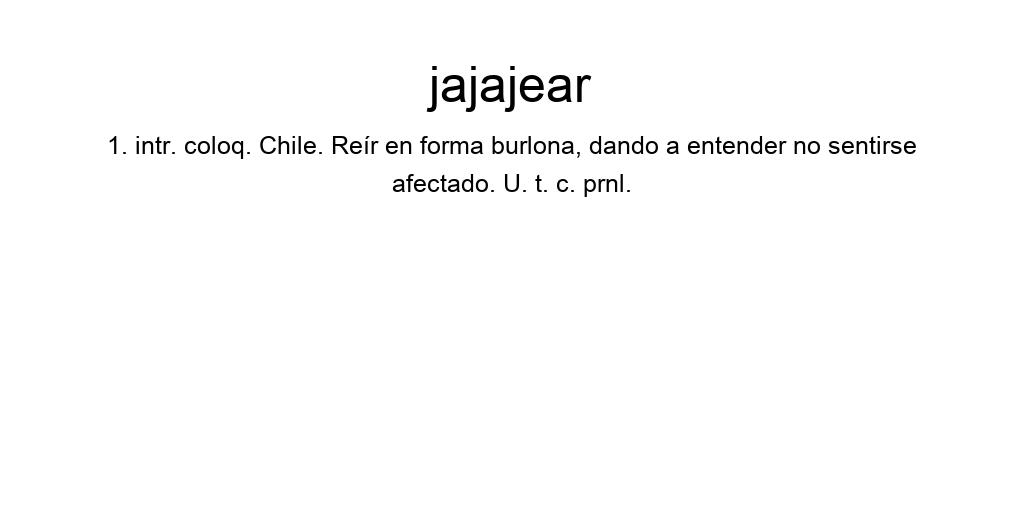 jajajear
1. intr. coloq. Chile. Reír en forma burlona, dando a entender no sentirse
afectado. U. t. c. prnl.